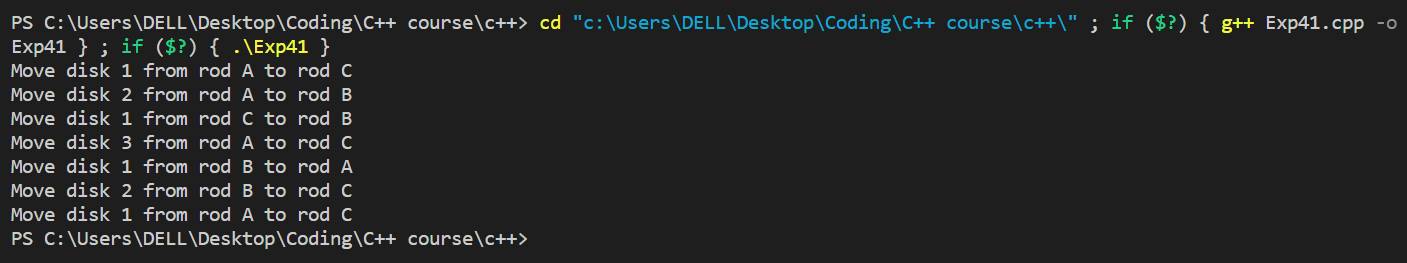 PS C:\Users\DELL\Desktop\Coding\C++ course\c++> cd "c:\Users\DELL\Desktop\Coding\C++ course\c++\" ; if ($?) { g++ Exp41.cpp -o
Exp41 } ; if ($?) { .\Exp41 }
Move disk 1 from rod A to rod C
Move disk 2 from rod A to rod B
Move disk 1 from rod C to rod B
Move disk 3 from rod A to rod C
Move disk 1 from rod B to rod A
Move disk 2 from rod B to rod C
Move disk 1 from rod A to rod C
PS C:\Users\DELL\Desktop\Coding\C++ course\c++>